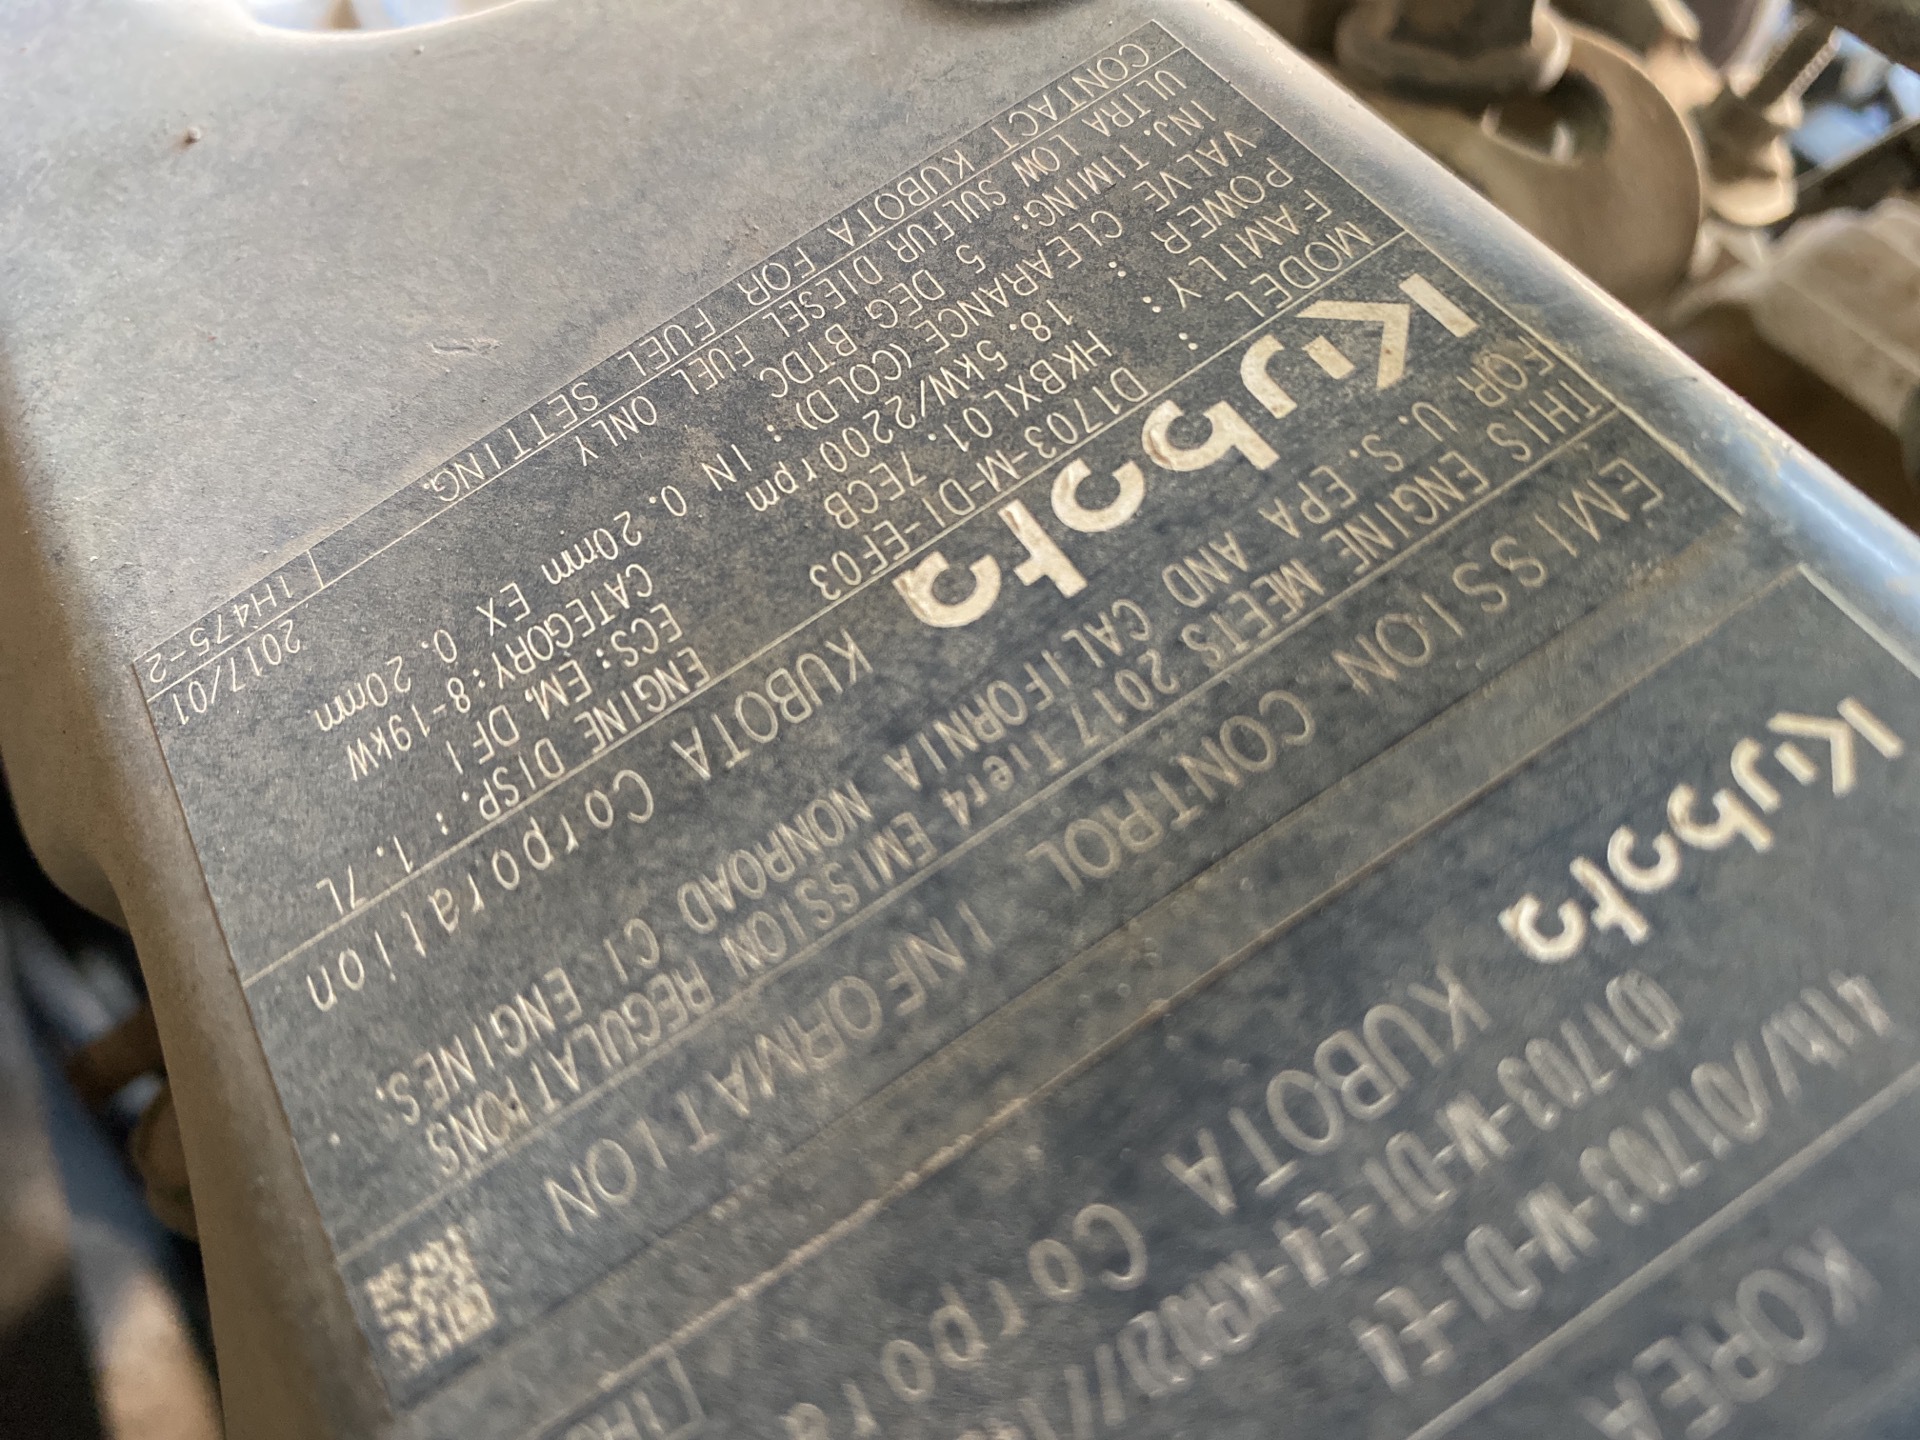 EMISSION CONTROL INFORMATION
THIS ENGINE MEETS 2017 Tier4 EMISSION REGULATIONS
FOR U.S. EPA AND CALIFORNIA NONROAD CI ENGINES.
Kubota KUBOTA Corporation
MODEL : D1703-M-DI-EF03 ENGINE DISP. : 1.7L
FAMILY : HKBXL01.7ECB ECS: EM, DFI
POWER : 18.5kW/2200rpm CATEGORY: 8-19kW
VALVE CLEARANCE (COLD) : IN 0.20mm EX 0.20mm
INJ. TIMING: 5 DEG BTDC
ULTRA LOW SULFUR DIESEL FUEL ONLY 2017/01
CONTACT KUBOTA FOR FUEL SETTING. 1H475-2
KOREA
Kubota KUBOTA